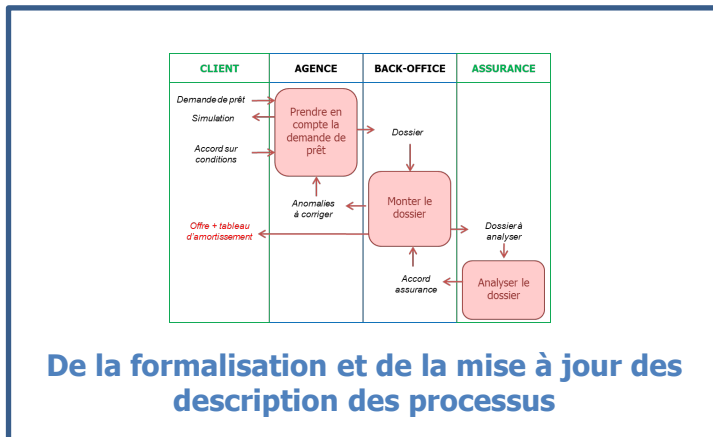 CLIENT
AGENCE
BACK-OFFICE
ASSURANCE
Demande de prêt
Simulation
Accord sur
conditions
Prendre en
compte la
demande de
prêt
Dossier
Anomalies
à corriger
Monter le
dossier
Offre + tableau
d'amortissement
Dossier à
analyser
Accord
assurance
Analyser le
dossier
De la formalisation et de la mise à jour des
description des processus